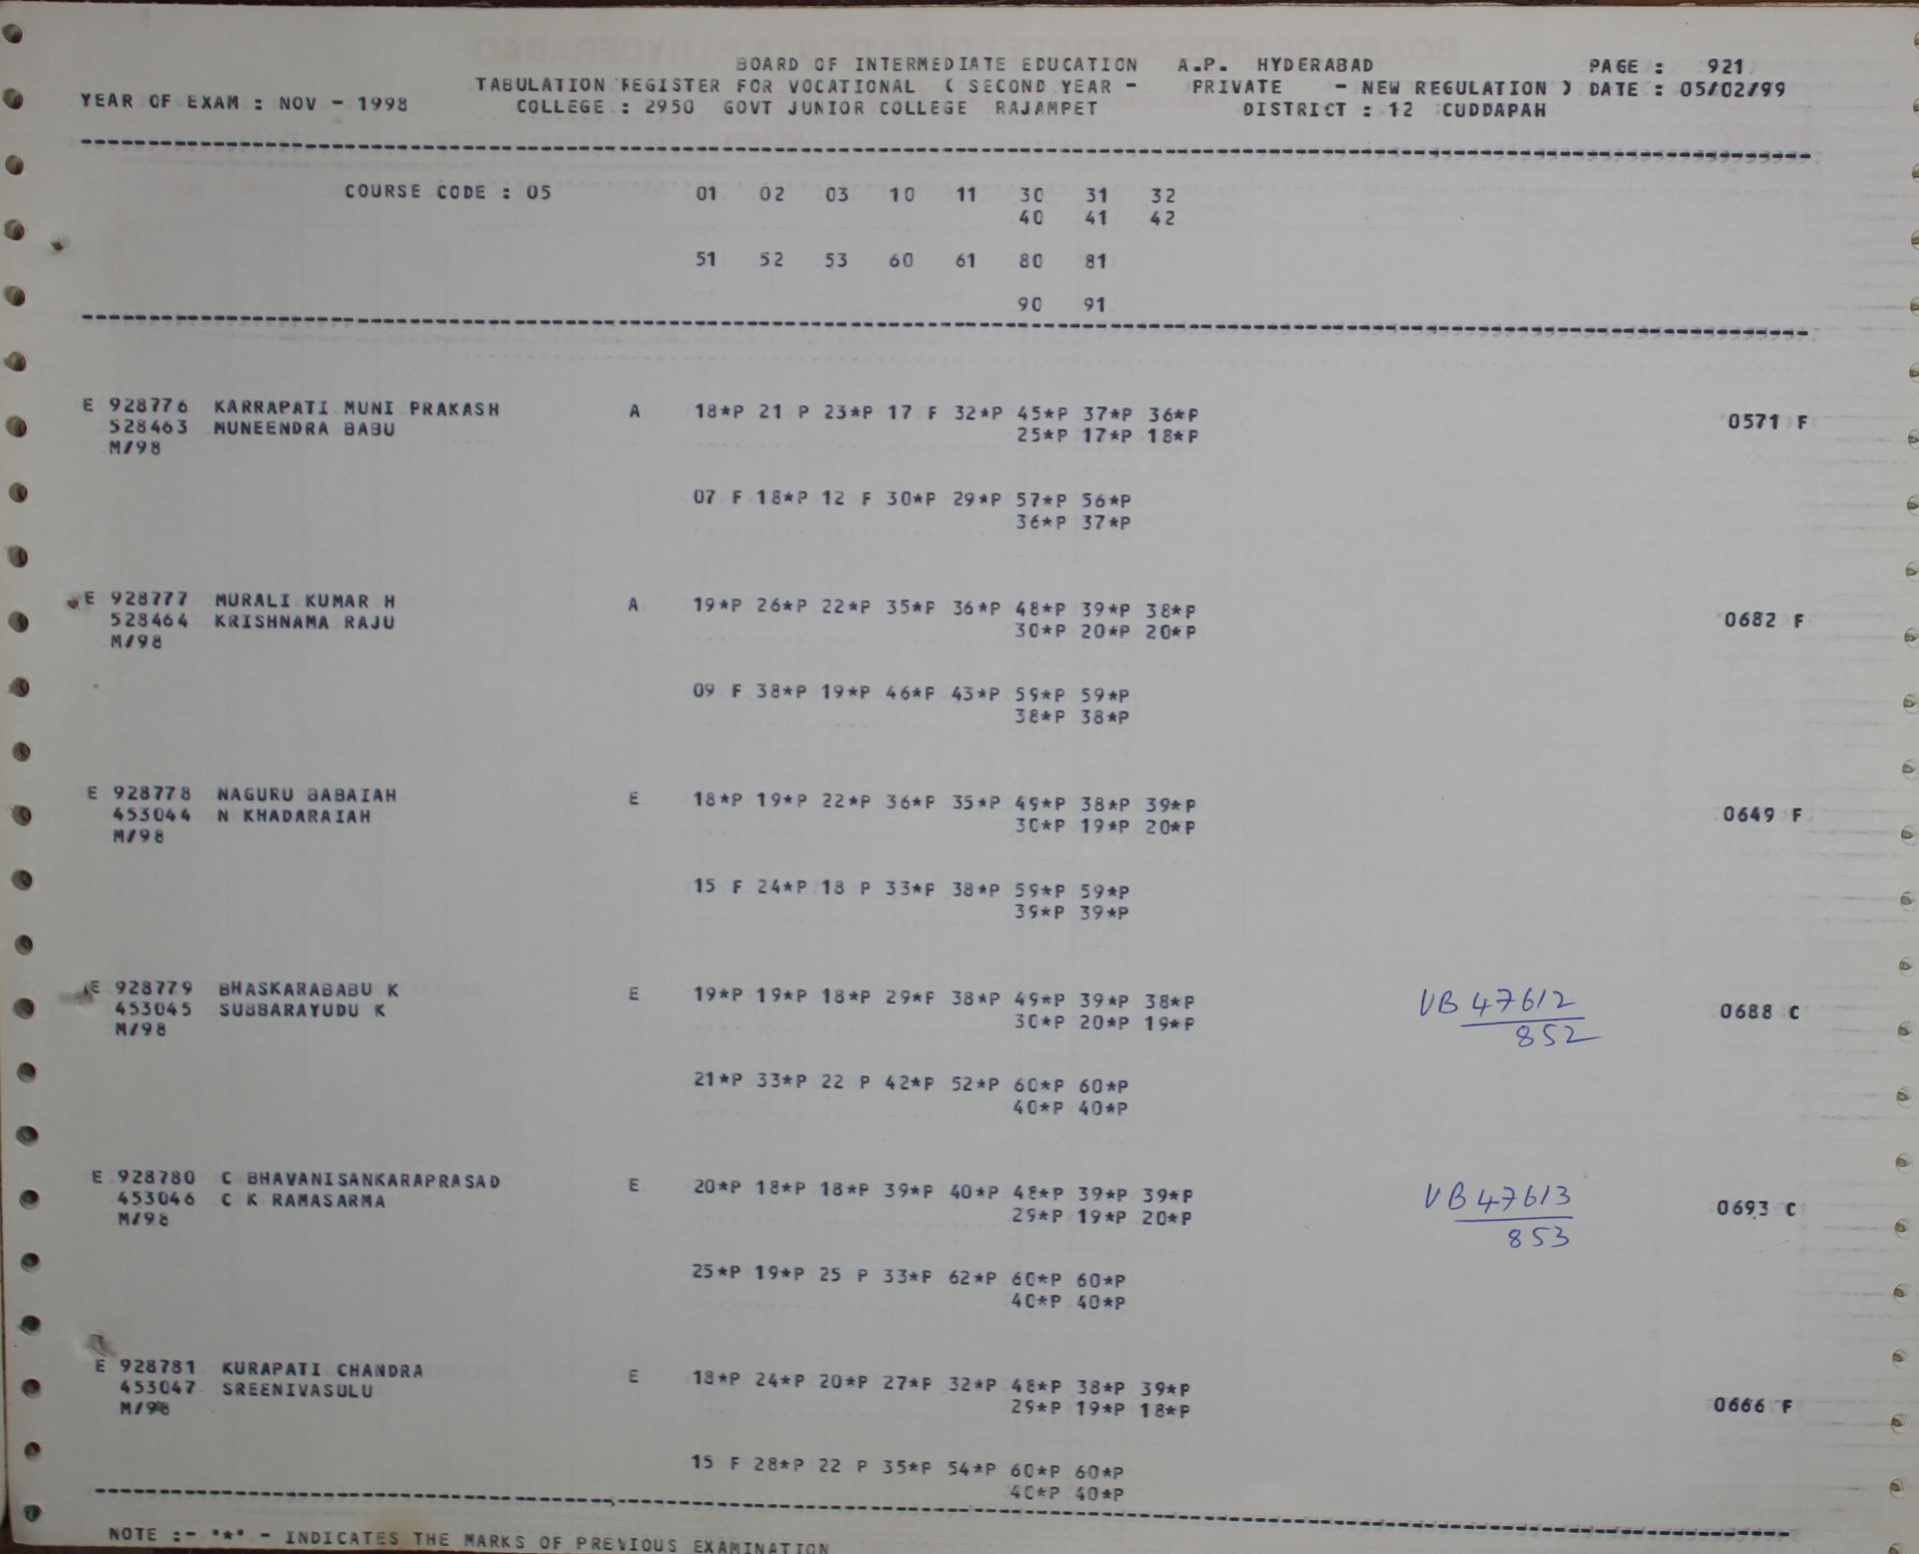 BOARD OF INTERMEDIATE EDUCATION A.P. HYDERABAD PAGE : 921
TABULATION REGISTER FOR VOCATIONAL ( SECOND YEAR - PRIVATE - NEW REGULATION ) DATE : 05/02/99
YEAR OF EXAM : NOV - 1998 COLLEGE : 2950 GOVT JUNIOR COLLEGE RAJAMPET DISTRICT : 12 CUDDAPAH
COURSE CODE : 05 01 02 03 10 11 30 31 32
40 41 42
51 52 53 60 61 80 81
90 91
E 928776 KARRAPATI MUNI PRAKASH A 18*P 21 P 23*P 17 F 32*P 45*P 37*P 36*P 0571 F
528463 MUNEENDRA BABU 25*P 17*P 18*P
M/98
07 F 18*P 12 F 30*P 29*P 57*P 56*P
36*P 37*P
E 928777 MURALI KUMAR H A 19*P 26*P 22*P 35*P 36*P 48*P 39*P 38*P 0682 F
528464 KRISHNAMA RAJU 30*P 20*P 20*P
M/98
09 F 38*P 19*P 46*P 43*P 59*P 59*P
38*P 38*P
E 928778 NAGURU BABAIAH E 18*P 19*P 22*P 36*P 35*P 49*P 38*P 39*P 0649 F
453044 N KHADARAIAH 30*P 19*P 20*P
M/98
15 F 24*P 18 P 33*P 38*P 59*P 59*P
39*P 39*P
E 928779 BHASKARABABU K E 19*P 19*P 18*P 29*P 38*P 49*P 39*P 38*P VB 47612 0688 C
453045 SUBBARAYUDU K 30*P 20*P 19*P 852
M/98
21*P 33*P 22 P 42*P 52*P 60*P 60*P
40*P 40*P
E 928780 C BHAVANISANKARAPRASAD E 20*P 18*P 18*P 39*P 40*P 48*P 39*P 39*P VB 47613 0693 C
453046 C K RAMASARMA 29*P 19*P 20*P 853
M/98
25*P 19*P 25 P 33*P 62*P 60*P 60*P
40*P 40*P
E 928781 KURAPATI CHANDRA E 18*P 24*P 20*P 27*P 32*P 48*P 38*P 39*P 0666 F
453047 SREENIVASULU 29*P 19*P 18*P
M/98
15 F 28*P 22 P 35*P 54*P 60*P 60*P
40*P 40*P
NOTE :- "*" - INDICATES THE MARKS OF PREVIOUS EXAMINATION